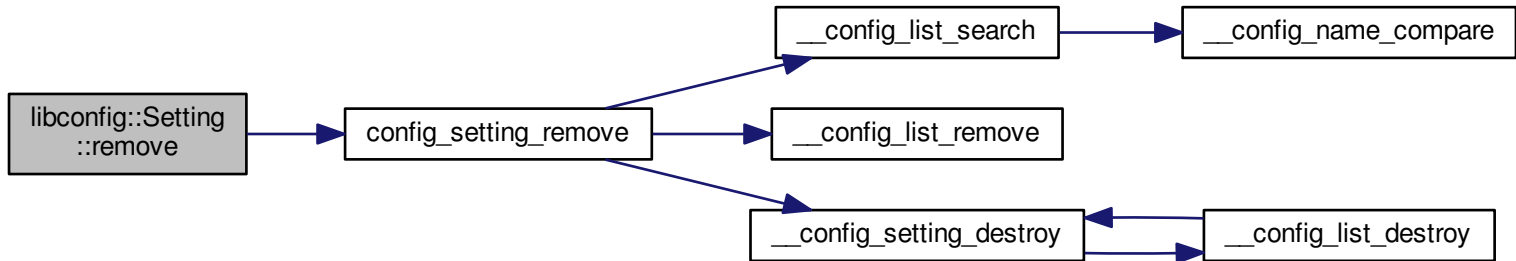 libconfig::Setting
::remove
config_setting_remove
__config_list_search
__config_name_compare
__config_list_remove
__config_setting_destroy
__config_list_destroy